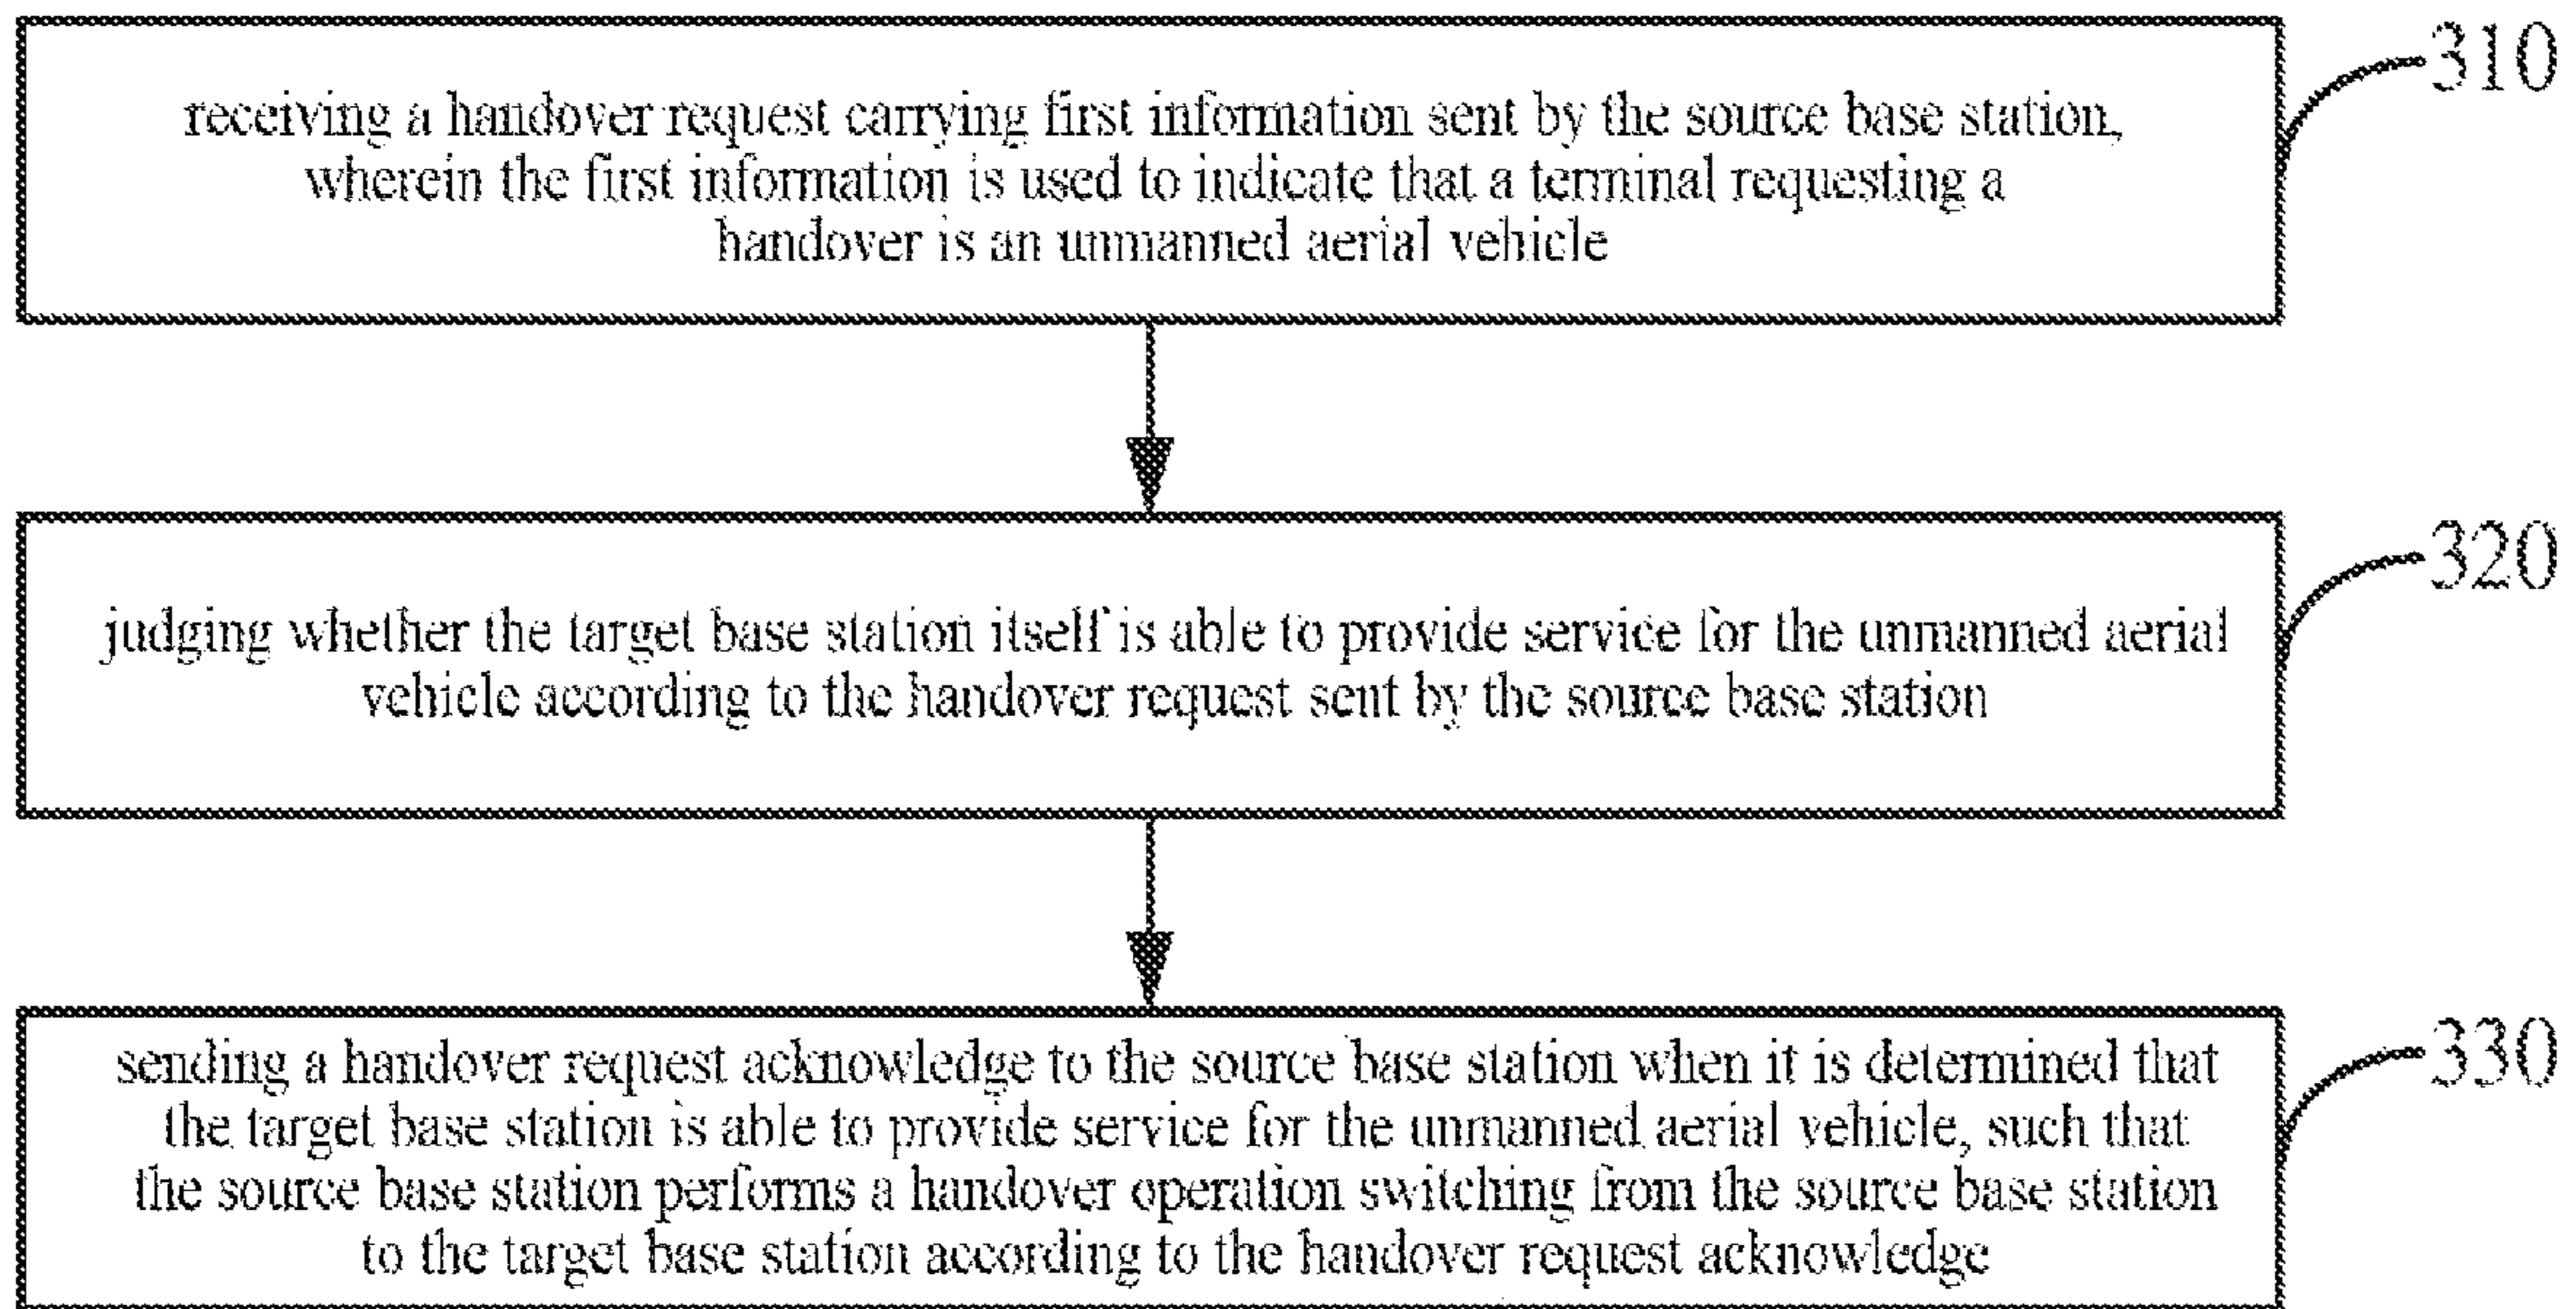 receiving a handover request carrying first information sent by the source base station,
wherein the first information is used to indicate that a terminal requesting a
handover is an unmanned aerial vehicle
310
judging whether the target base station itself is able to provide service for the unmanned aerial
vehicle according to the handover request sent by the source base station
320
sending a handover request acknowledge to the source base station when it is determined that
the target base station is able to provide service for the unmanned aerial vehicle, such that
the source base station performs a handover operation switching from the source base station
to the target base station according to the handover request acknowledge
330